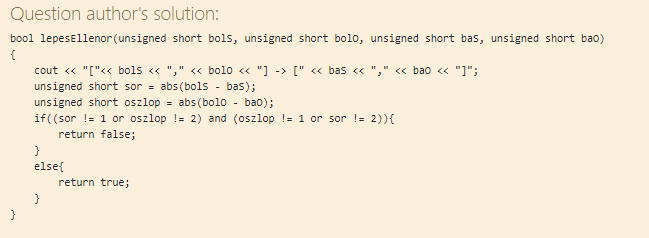 Question author's solution:
bool lepesEllenor(unsigned short bolS, unsigned short bolO, unsigned short baS, unsigned short baO)
{
    cout << "["<< bolS << "," << bolO << "] -> [" << baS << "," << baO << "]";
    unsigned short sor = abs(bolS - baS);
    unsigned short oszlop = abs(bolO - baO);
    if((sor != 1 or oszlop != 2) and (oszlop != 1 or sor != 2)){
        return false;
    }
    else{
        return true;
    }
}